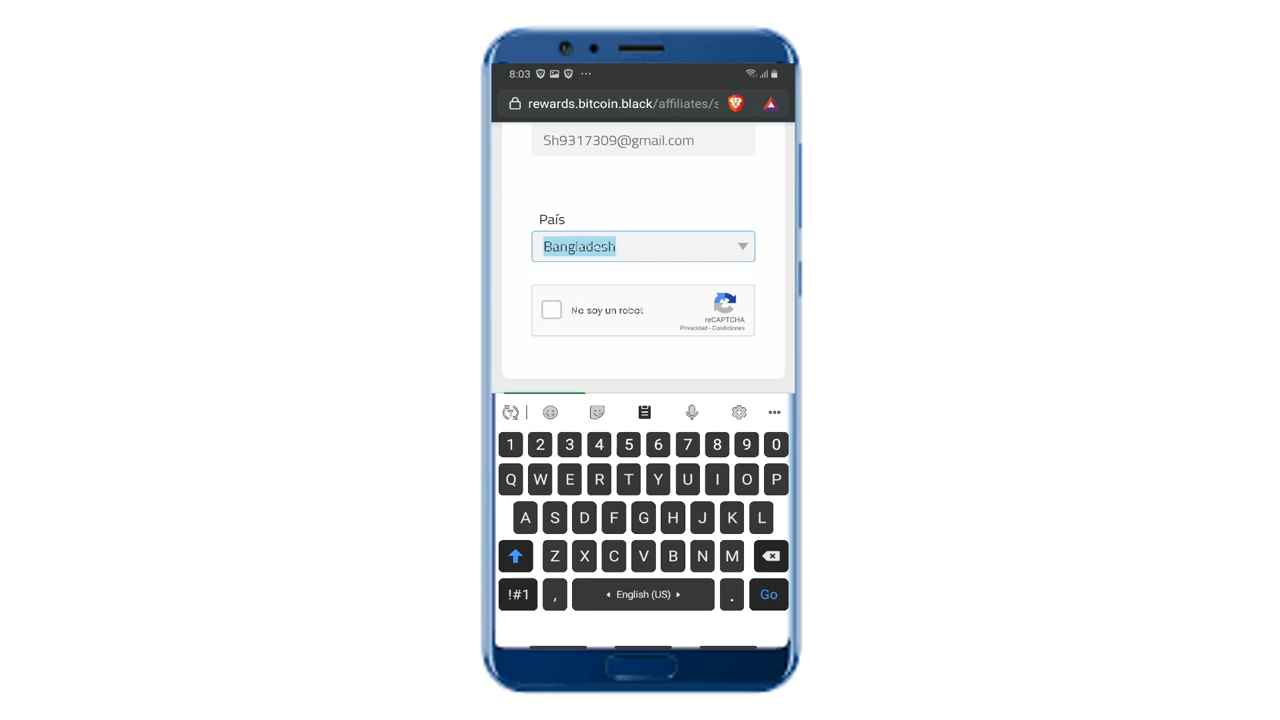 8:03
rewards.bitcoin.black/affiliates/s
Sh9317309@gmail.com
País
Bangladesh
No soy un robot
reCAPTCHA
Privacidad - Condiciones
1 2 3 4 5 6 7 8 9 0
Q W E R T Y U I O P
A S D F G H J K L
Z X C V B N M
!#1 , English (US) . Go